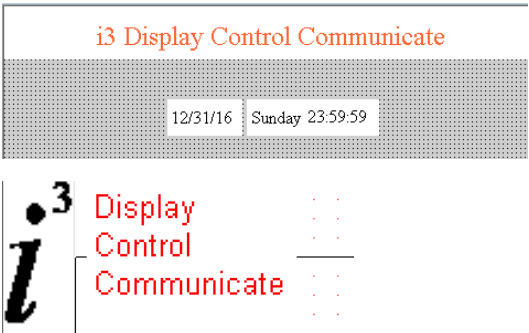 i3 Display Control Communicate
12/31/16 Sunday 23:59:59
i3 Display
Control
Communicate